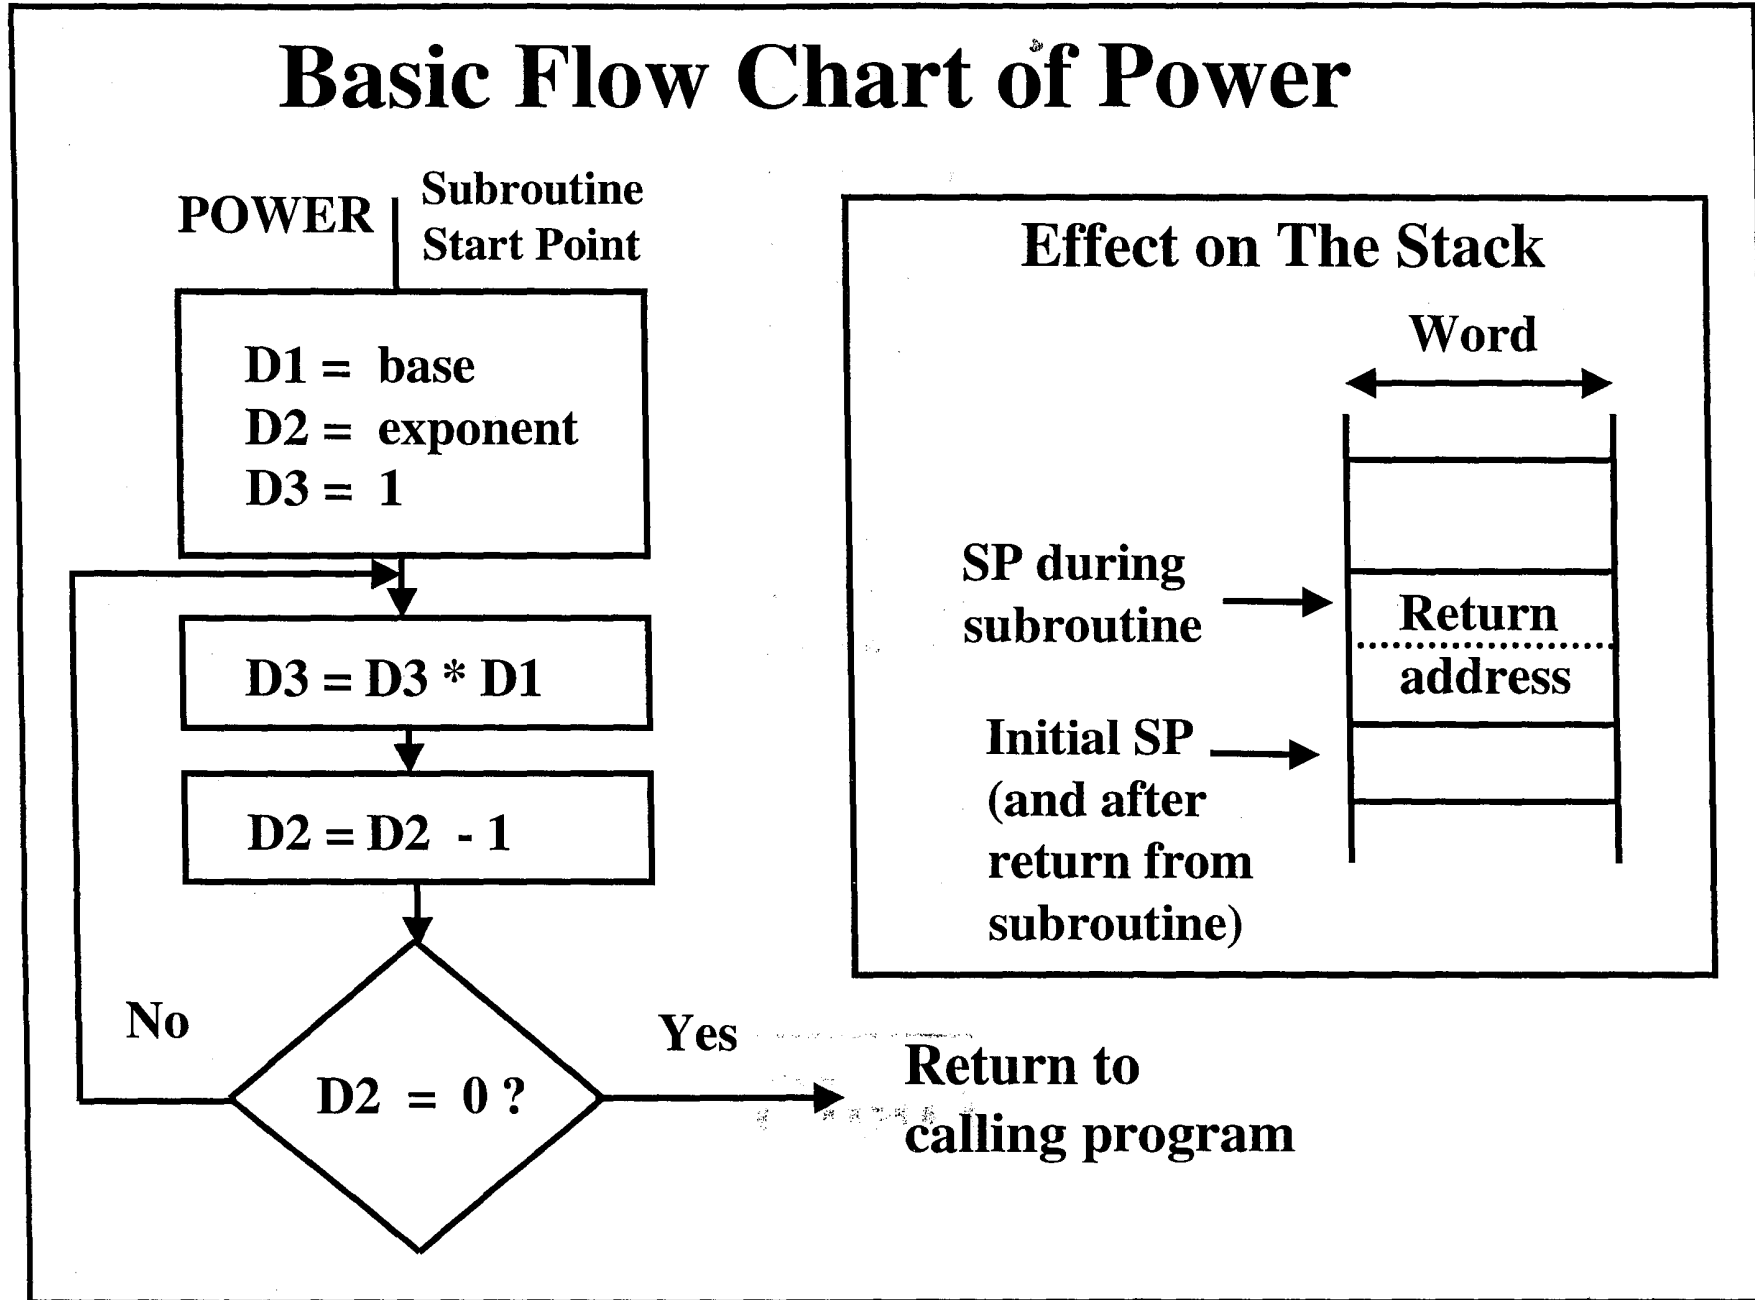 Basic Flow Chart of Power
POWER
Subroutine
Start Point
D1 = base
D2 = exponent
D3 = 1
D3 = D3 * D1
D2 = D2 - 1
D2 = 0 ?
No
Yes
Return to
calling program
Effect on The Stack
Word
SP during
subroutine
Return
address
Initial SP
(and after
return from
subroutine)